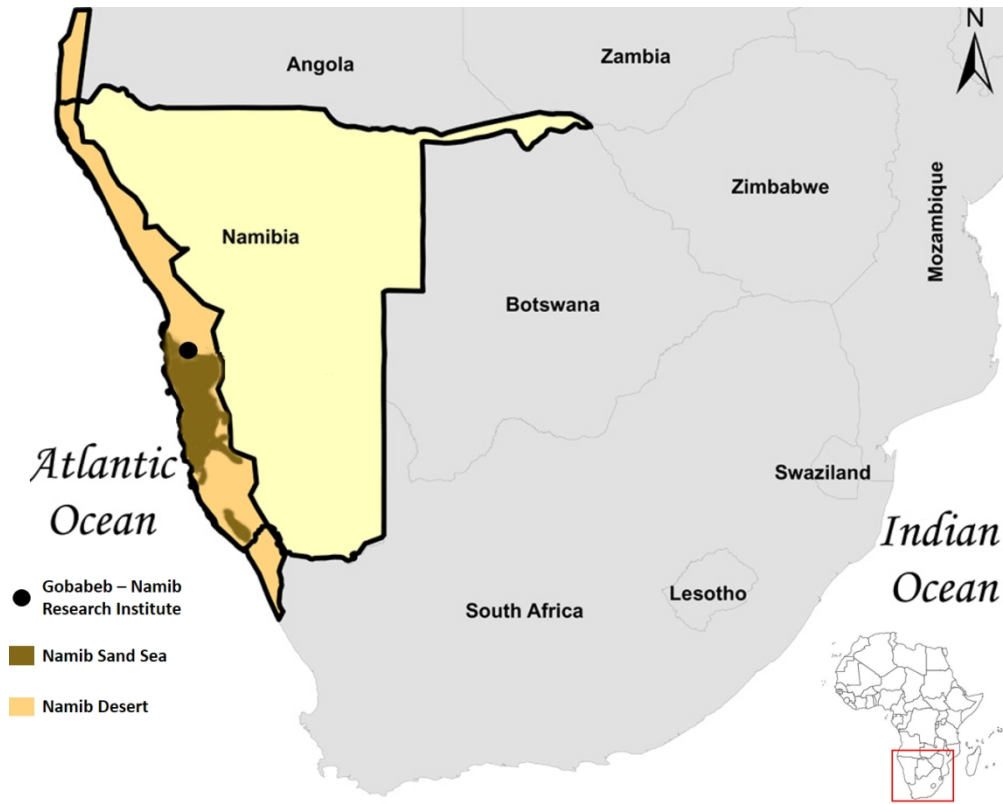 N
Angola
Zambia
Zimbabwe
Mozambique
Namibia
Botswana
Atlantic
Ocean
Swaziland
Indian
Ocean
Gobabeb – Namib
Research Institute
Lesotho
South Africa
Namib Sand Sea
Namib Desert